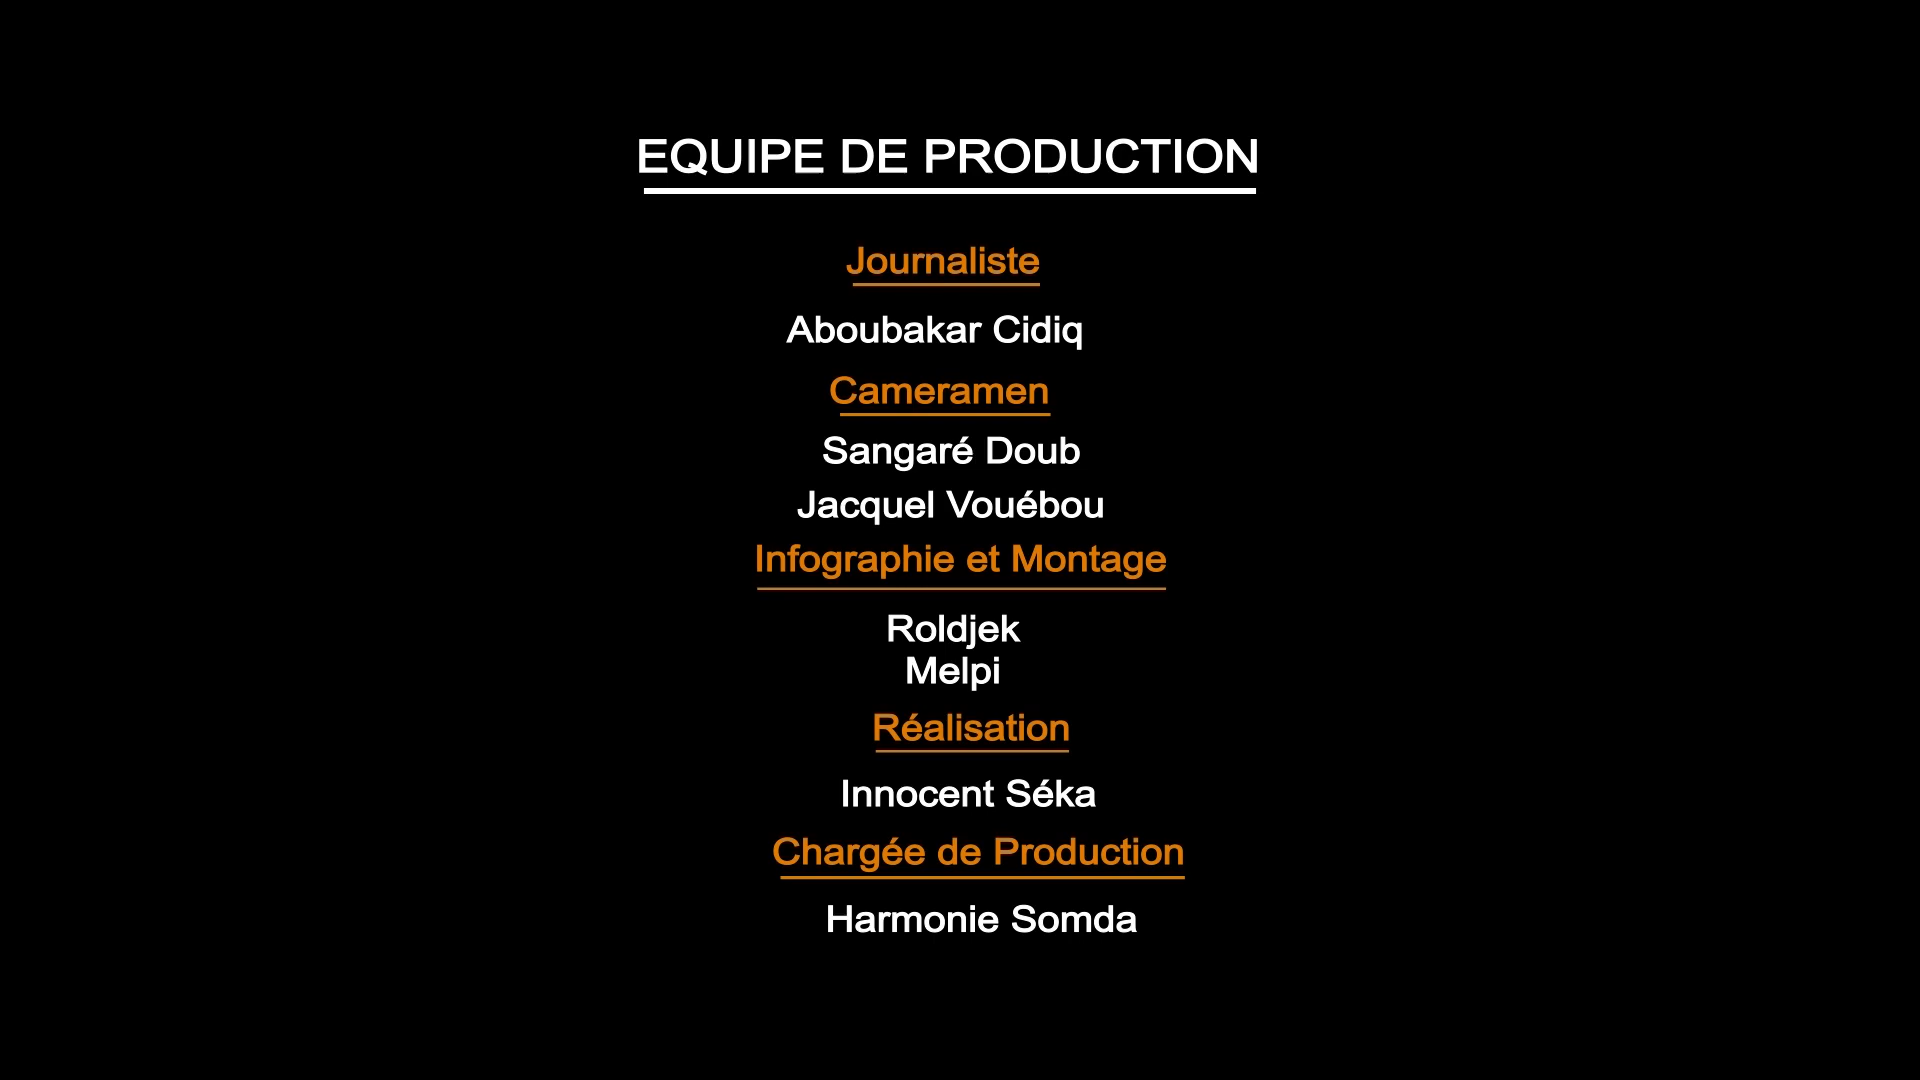 EQUIPE DE PRODUCTION
Journaliste
Aboubakar Cidiq
Cameramen
Sangaré Doub
Jacquel Vouébou
Infographie et Montage
Roldjek
Melpi
Réalisation
Innocent Séka
Chargée de Production
Harmonie Somda